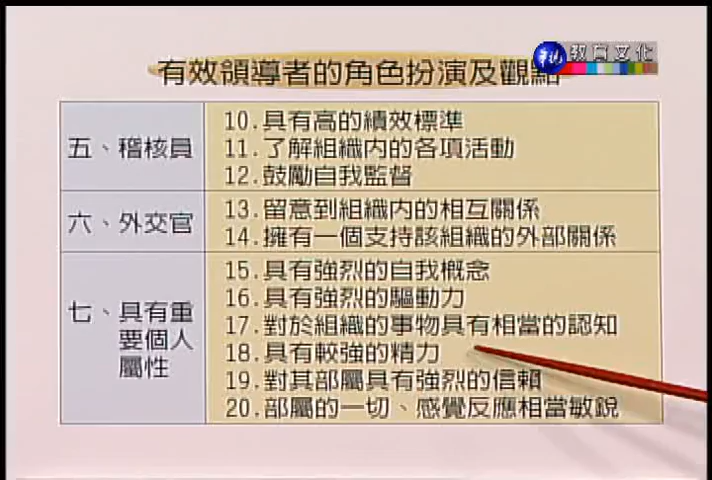 華視
教育文化
有效領導者的角色扮演及觀點
五、稽核員
10.具有高的績效標準
11.了解組織内的各項活動
12.鼓勵自我監督
六、外交官
13.留意到組織内的相互關係
14.擁有一個支持該組織的外部關係
七、具有重
要個人
屬性
15.具有強烈的自我概念
16.具有強烈的驅動力
17.對於組織的事物具有相當的認知
18.具有較強的精力
19.對其部屬具有強烈的信賴
20.部屬的一切、感覺反應相當敏銳